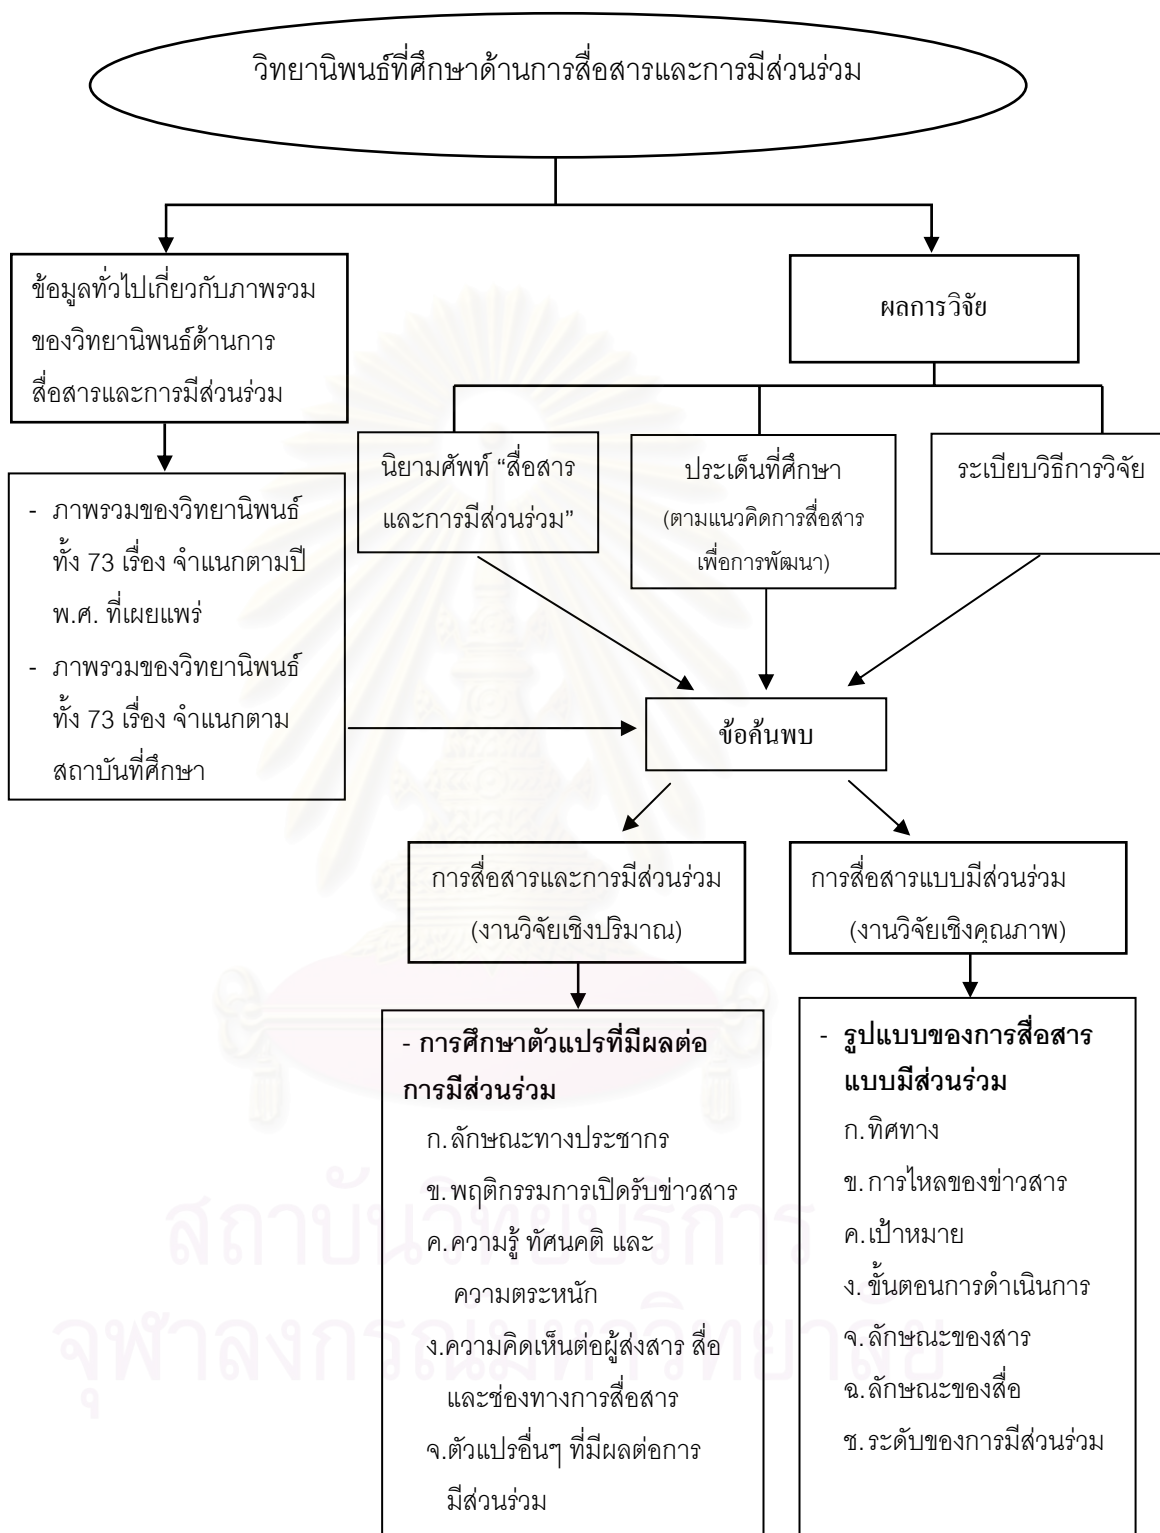 วิทยานิพนธ์ที่ศึกษาด้านการสื่อสารและการมีส่วนร่วม
ข้อมูลทั่วไปเกี่ยวกับภาพรวม
ของวิทยานิพนธ์ด้านการ
สื่อสารและการมีส่วนร่วม
ผลการวิจัย
- ภาพรวมของวิทยานิพนธ์
ทั้ง 73 เรื่อง จำแนกตามปี
พ.ศ. ที่เผยแพร่
- ภาพรวมของวิทยานิพนธ์
ทั้ง 73 เรื่อง จำแนกตาม
สถาบันที่ศึกษา
นิยามศัพท์ “สื่อสาร
และการมีส่วนร่วม”
ประเด็นที่ศึกษา
(ตามแนวคิดการสื่อสาร
เพื่อการพัฒนา)
ระเบียบวิธีการวิจัย
ข้อค้นพบ
การสื่อสารและการมีส่วนร่วม
(งานวิจัยเชิงปริมาณ)
การสื่อสารแบบมีส่วนร่วม
(งานวิจัยเชิงคุณภาพ)
- การศึกษาตัวแปรที่มีผลต่อ
การมีส่วนร่วม
ก.ลักษณะทางประชากร
ข.พฤติกรรมการเปิดรับข่าวสาร
ค.ความรู้ ทัศนคติ และ
ความตระหนัก
ง.ความคิดเห็นต่อผู้ส่งสาร สื่อ
และช่องทางการสื่อสาร
จ.ตัวแปรอื่นๆ ที่มีผลต่อการ
มีส่วนร่วม
- รูปแบบของการสื่อสาร
แบบมีส่วนร่วม
ก.ทิศทาง
ข.การไหลของข่าวสาร
ค.เป้าหมาย
ง.ขั้นตอนการดำเนินการ
จ.ลักษณะของสาร
ฉ.ลักษณะของสื่อ
ช.ระดับของการมีส่วนร่วม
สถาบันวิทยบริการ
จุฬาลงกรณ์มหาวิทยาลัย